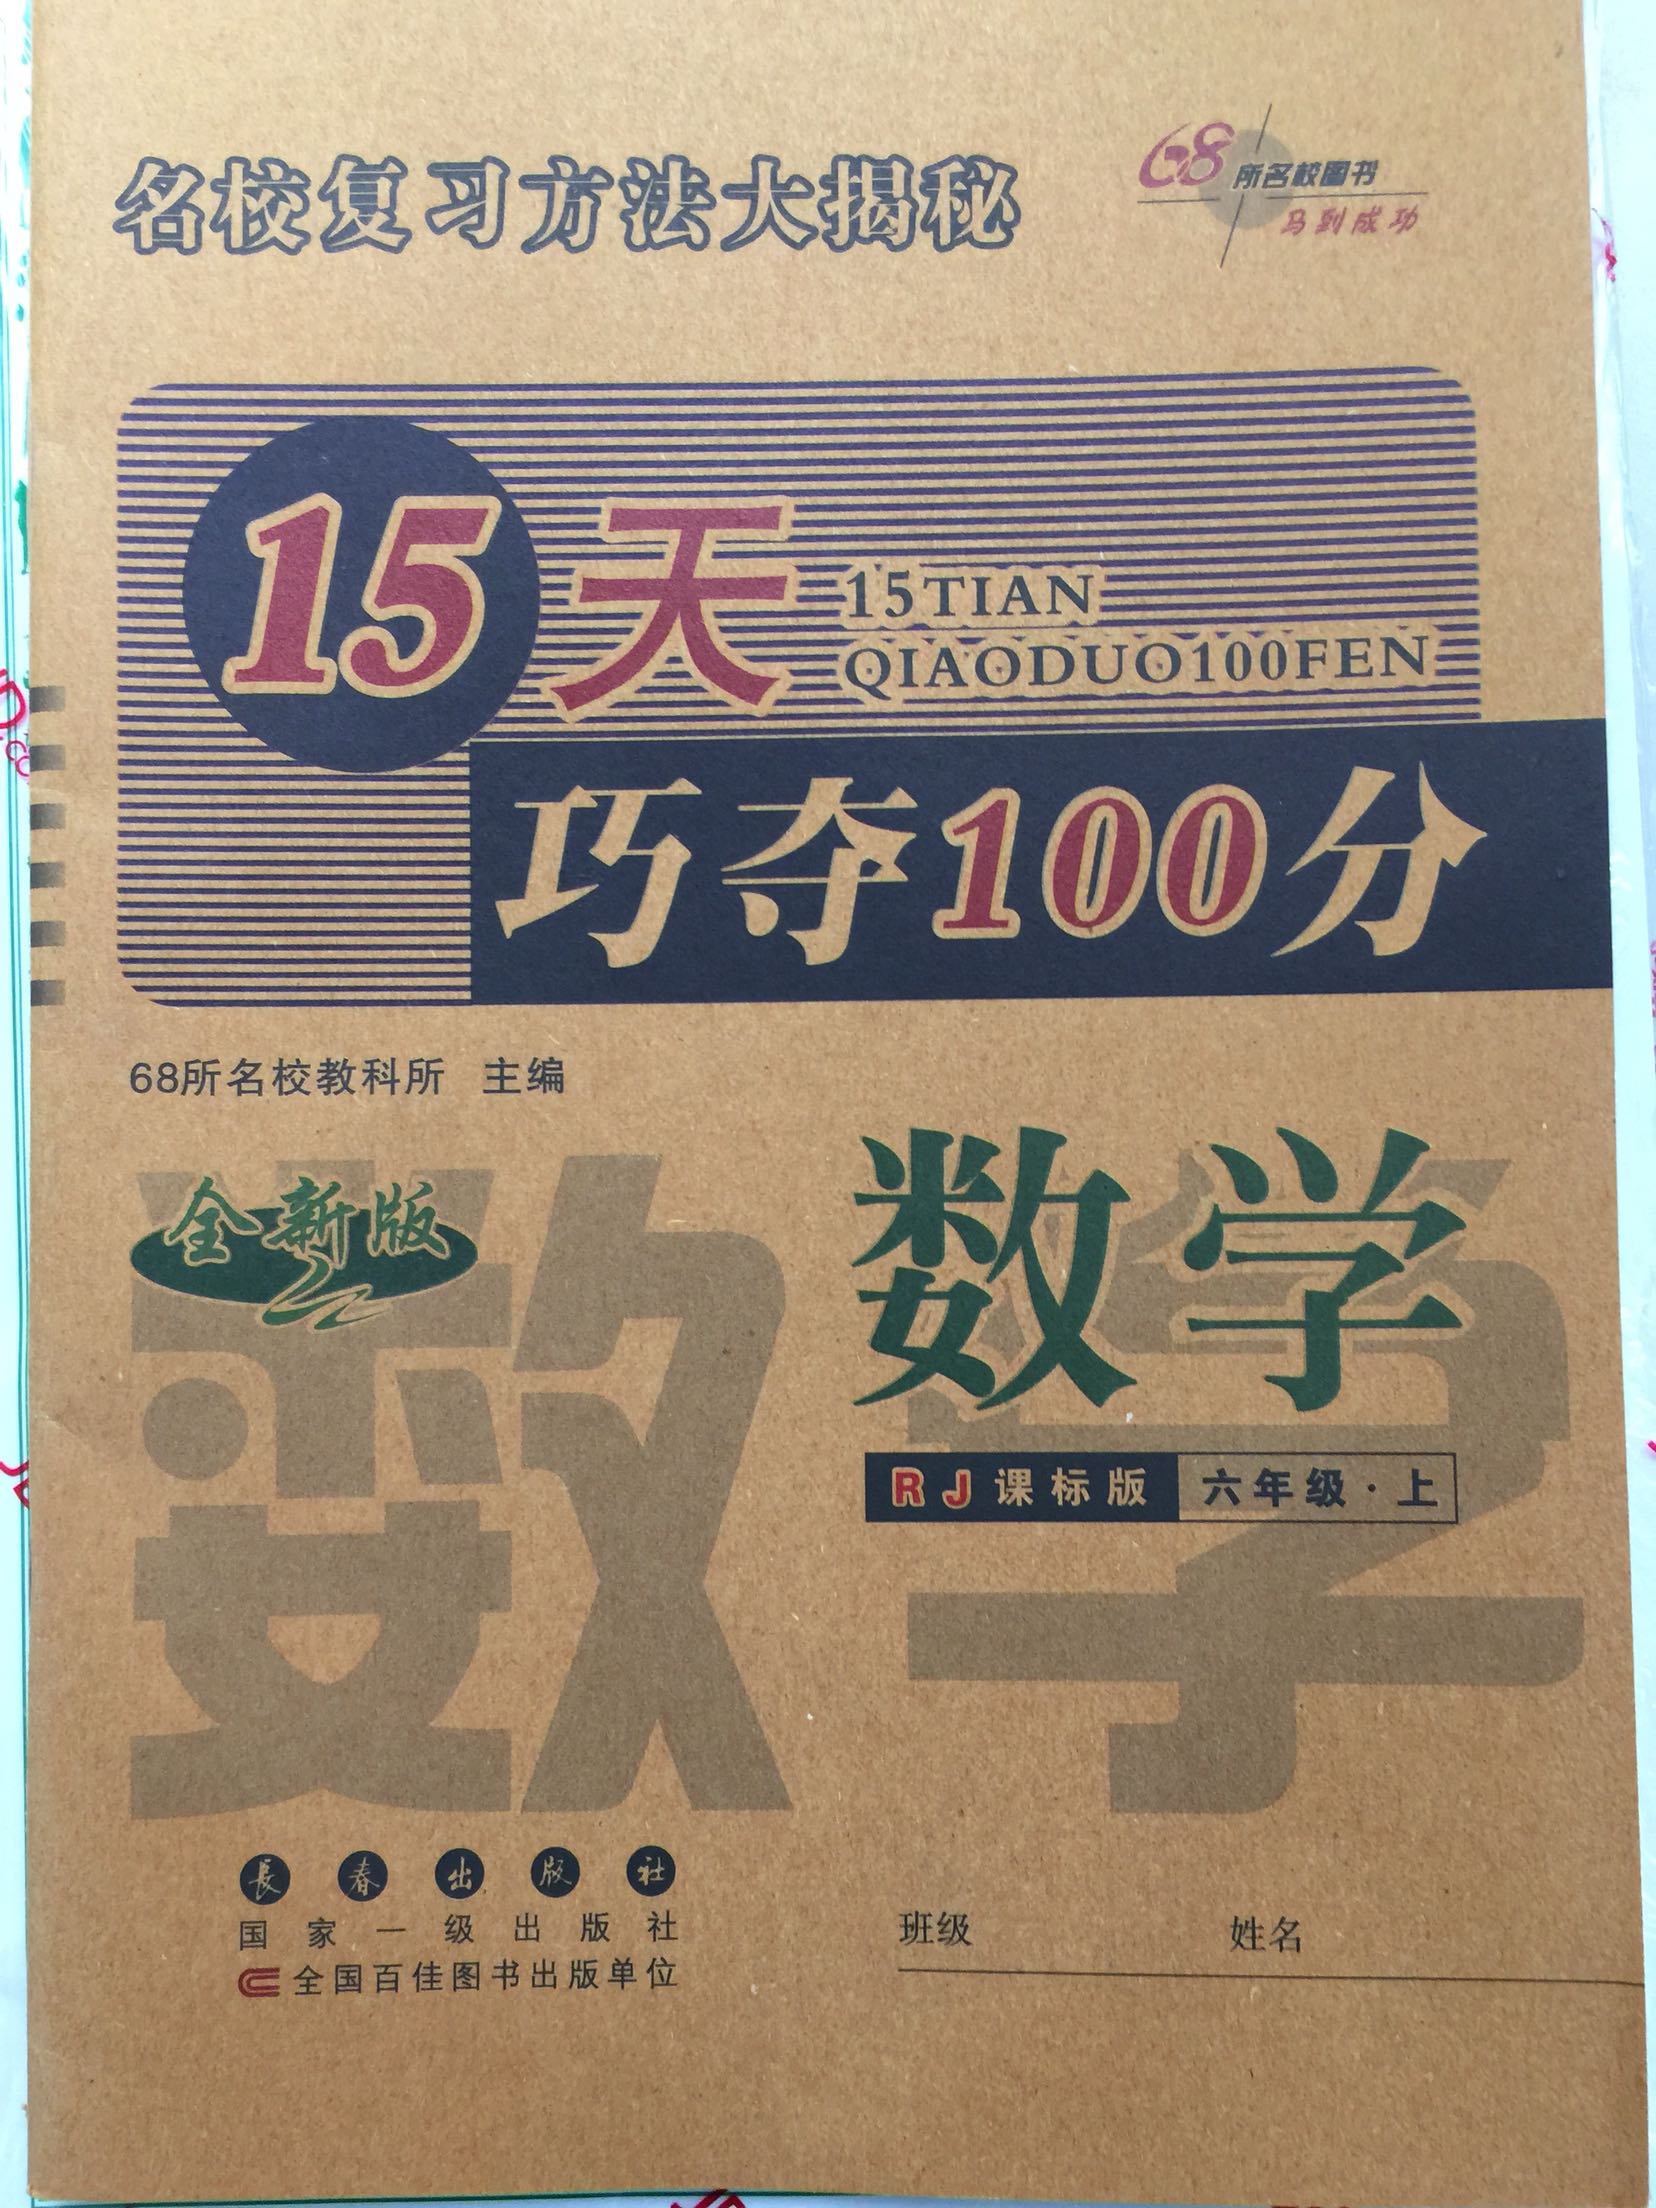 68所名校图书
马到成功
名校复习方法大揭秘
15天
15TIAN
QIAODUO100FEN
巧夺100分
68所名校教科所 主编
全新版
数学
数学
RJ课标版 六年级·上
長春出版社
国家一级出版社
全国百佳图书出版单位
班级 姓名